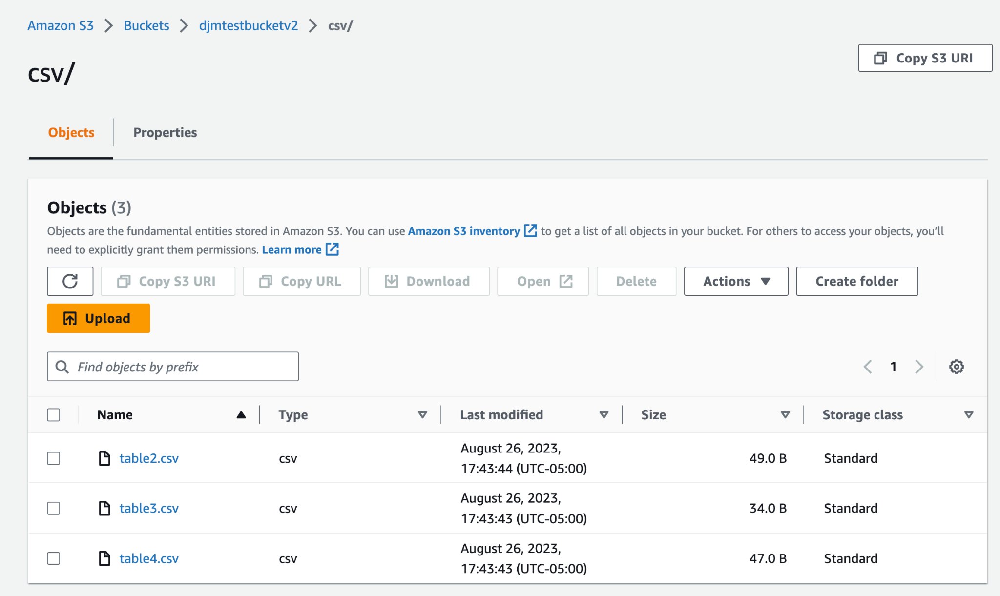 Amazon S3 > Buckets > djmtestbucketv2 > csv/
Copy S3 URI
csv/
Objects
Properties
Objects (3)
Objects are the fundamental entities stored in Amazon S3. You can use Amazon S3 inventory to get a list of all objects in your bucket. For others to access your objects, you’ll
need to explicitly grant them permissions. Learn more
Copy S3 URI
Copy URL
Download
Open
Delete
Actions
Create folder
Upload
Find objects by prefix
1
Name
Type
Last modified
Size
Storage class
table2.csv
csv
August 26, 2023,
17:43:44 (UTC-05:00)
49.0 B
Standard
table3.csv
csv
August 26, 2023,
17:43:43 (UTC-05:00)
34.0 B
Standard
table4.csv
csv
August 26, 2023,
17:43:43 (UTC-05:00)
47.0 B
Standard